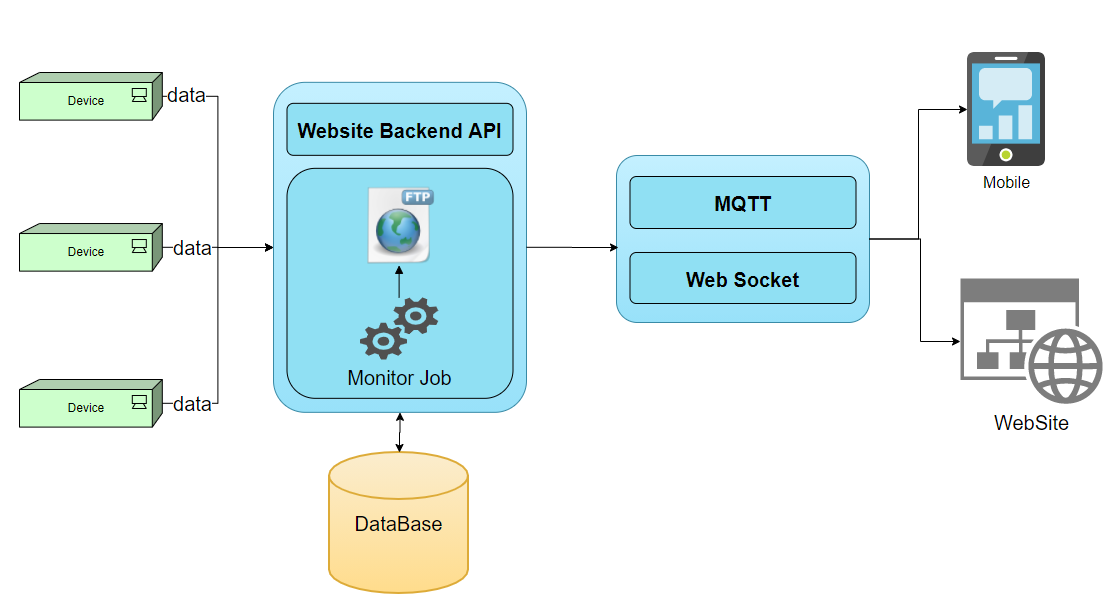 Device
data
Device
data
Device
data
Website Backend API
FTP
Monitor Job
DataBase
MQTT
Web Socket
Mobile
WebSite